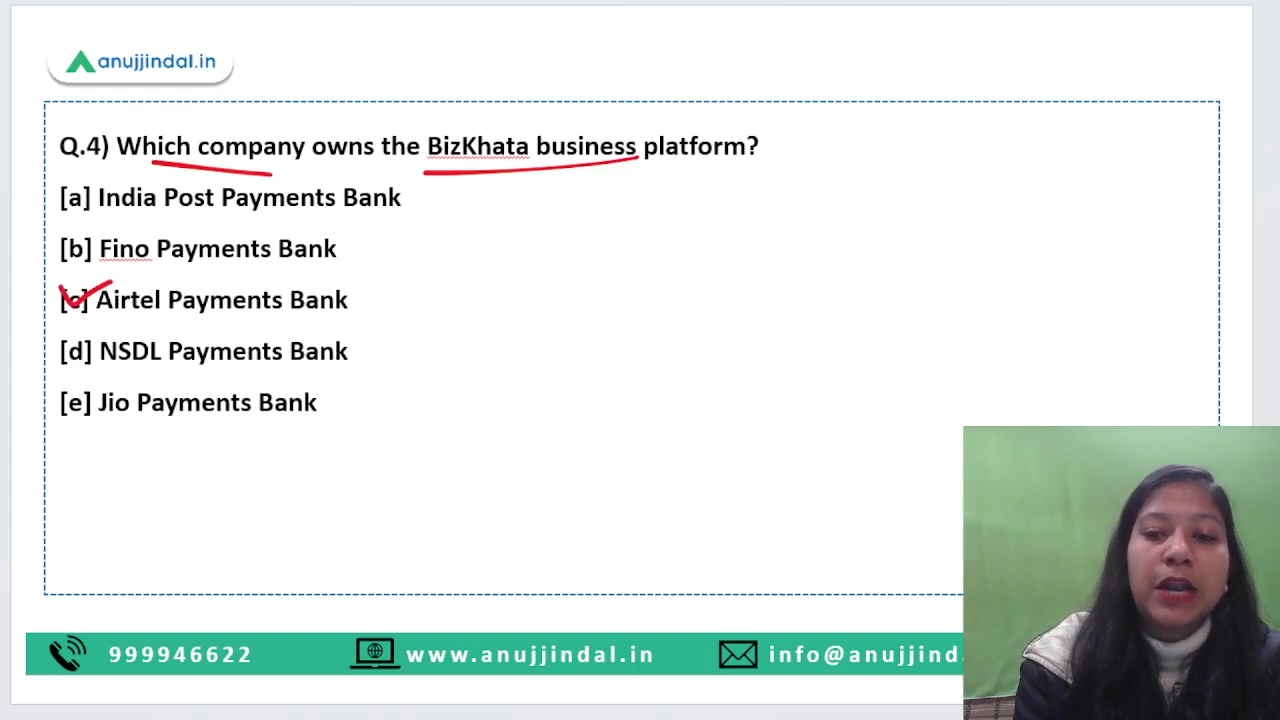 anujjindal.in
Q.4) Which company owns the BizKhata business platform?
[a] India Post Payments Bank
[b] Fino Payments Bank
[c] Airtel Payments Bank
[d] NSDL Payments Bank
[e] Jio Payments Bank
999946622 www.anujjindal.in